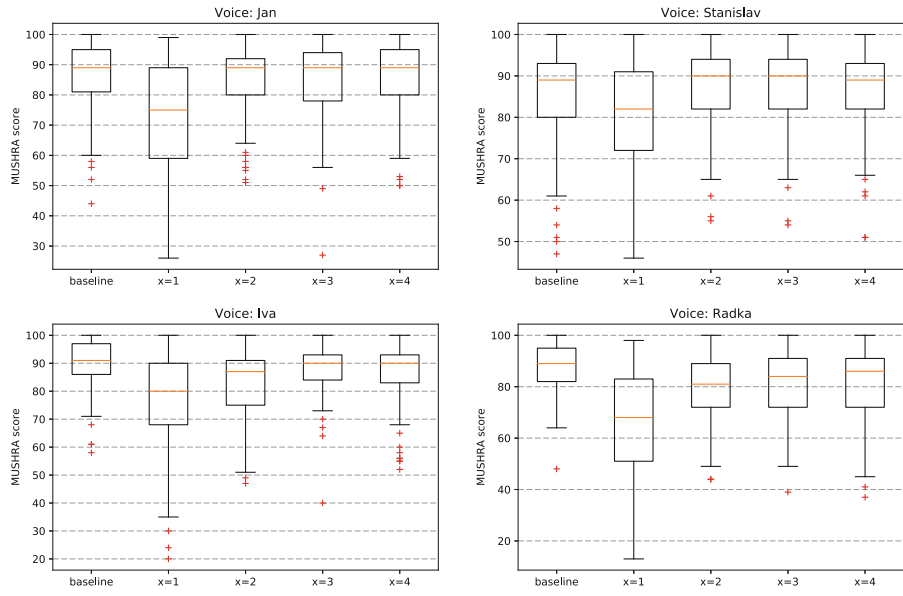 Voice: Jan
MUSHRA score
100
90
80
70
60
50
40
30
baseline x=1 x=2 x=3 x=4
Voice: Stanislav
MUSHRA score
100
90
80
70
60
50
baseline x=1 x=2 x=3 x=4
Voice: Iva
MUSHRA score
100
90
80
70
60
50
40
30
20
baseline x=1 x=2 x=3 x=4
Voice: Radka
MUSHRA score
100
80
60
40
20
baseline x=1 x=2 x=3 x=4